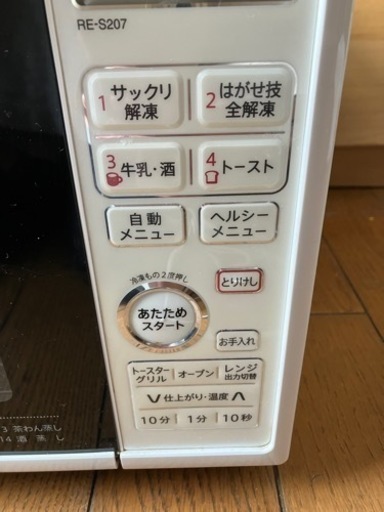 RE-S207
1 サックリ
解凍
2 はがせ技
全解凍
3 牛乳・酒
4 トースト
自動
メニュー
ヘルシー
メニュー
冷凍もの2度押し
とりけし
あたため
スタート
お手入れ
トースター
グリル
オーブン
レンジ
出力切替
∨ 仕上がり・温度 ∧
10分 1分 10秒
3 茶わん蒸し
14 酒 蒸 し